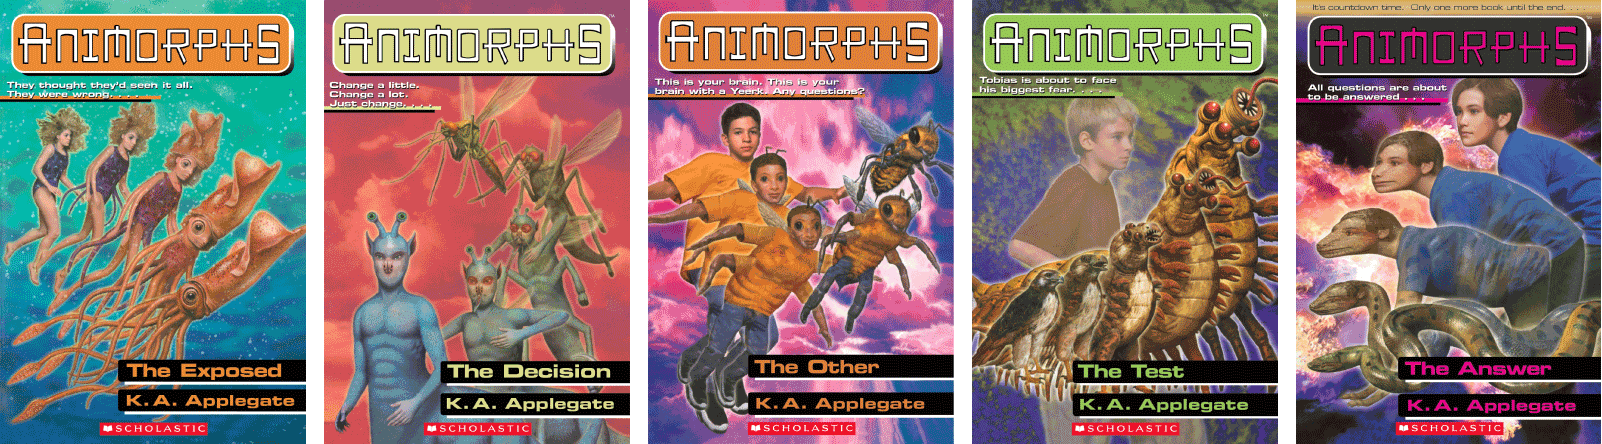 ANIMORPHS
They thought they'd seen it all.
They were wrong. . . .
The Exposed
K. A. Applegate
SCHOLASTIC
ANIMORPHS
Change a little.
Change a lot.
Just change. . . .
The Decision
K. A. Applegate
SCHOLASTIC
ANIMORPHS
This is your brain. This is your
brain with a Yeerk. Any questions?
The Other
K. A. Applegate
SCHOLASTIC
ANIMORPHS
Tobias is about to face
his biggest fear. . . .
The Test
K. A. Applegate
SCHOLASTIC
It's countdown time. Only one more book until the end. . . .
ANIMORPHS
All questions are about
to be answered . . .
The Answer
K. A. Applegate
SCHOLASTIC